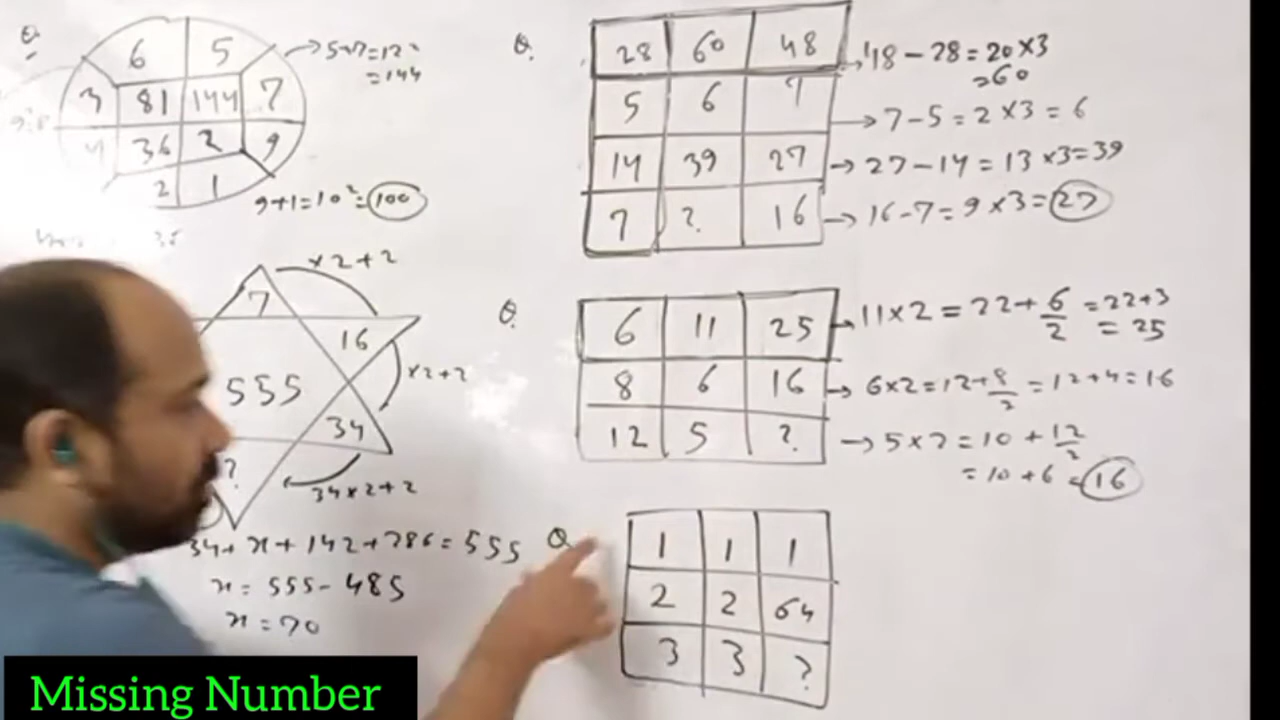 Q.
6 5
3 81 144 7
4 36 2 9
2 1
5+7=12²
=144
9+1=10²=100
×2+2
7
16
×2+2
555
34
?
34×2+2
34+x+142+286=555
x=555-485
x=70
Q.
28 60 48 → 48-28=20×3
=60
5 6 7 → 7-5=2×3=6
14 39 27 → 27-14=13×3=39
7 ? 16 → 16-7=9×3=27
Q.
6 11 25 → 11×2=22+6/2=22+3
=25
8 6 16 → 6×2=12+8/2=12+4=16
12 5 ? → 5×2=10+12/2
=10+6=16
Q
1 1 1
2 2 64
3 3 ?
Missing Number